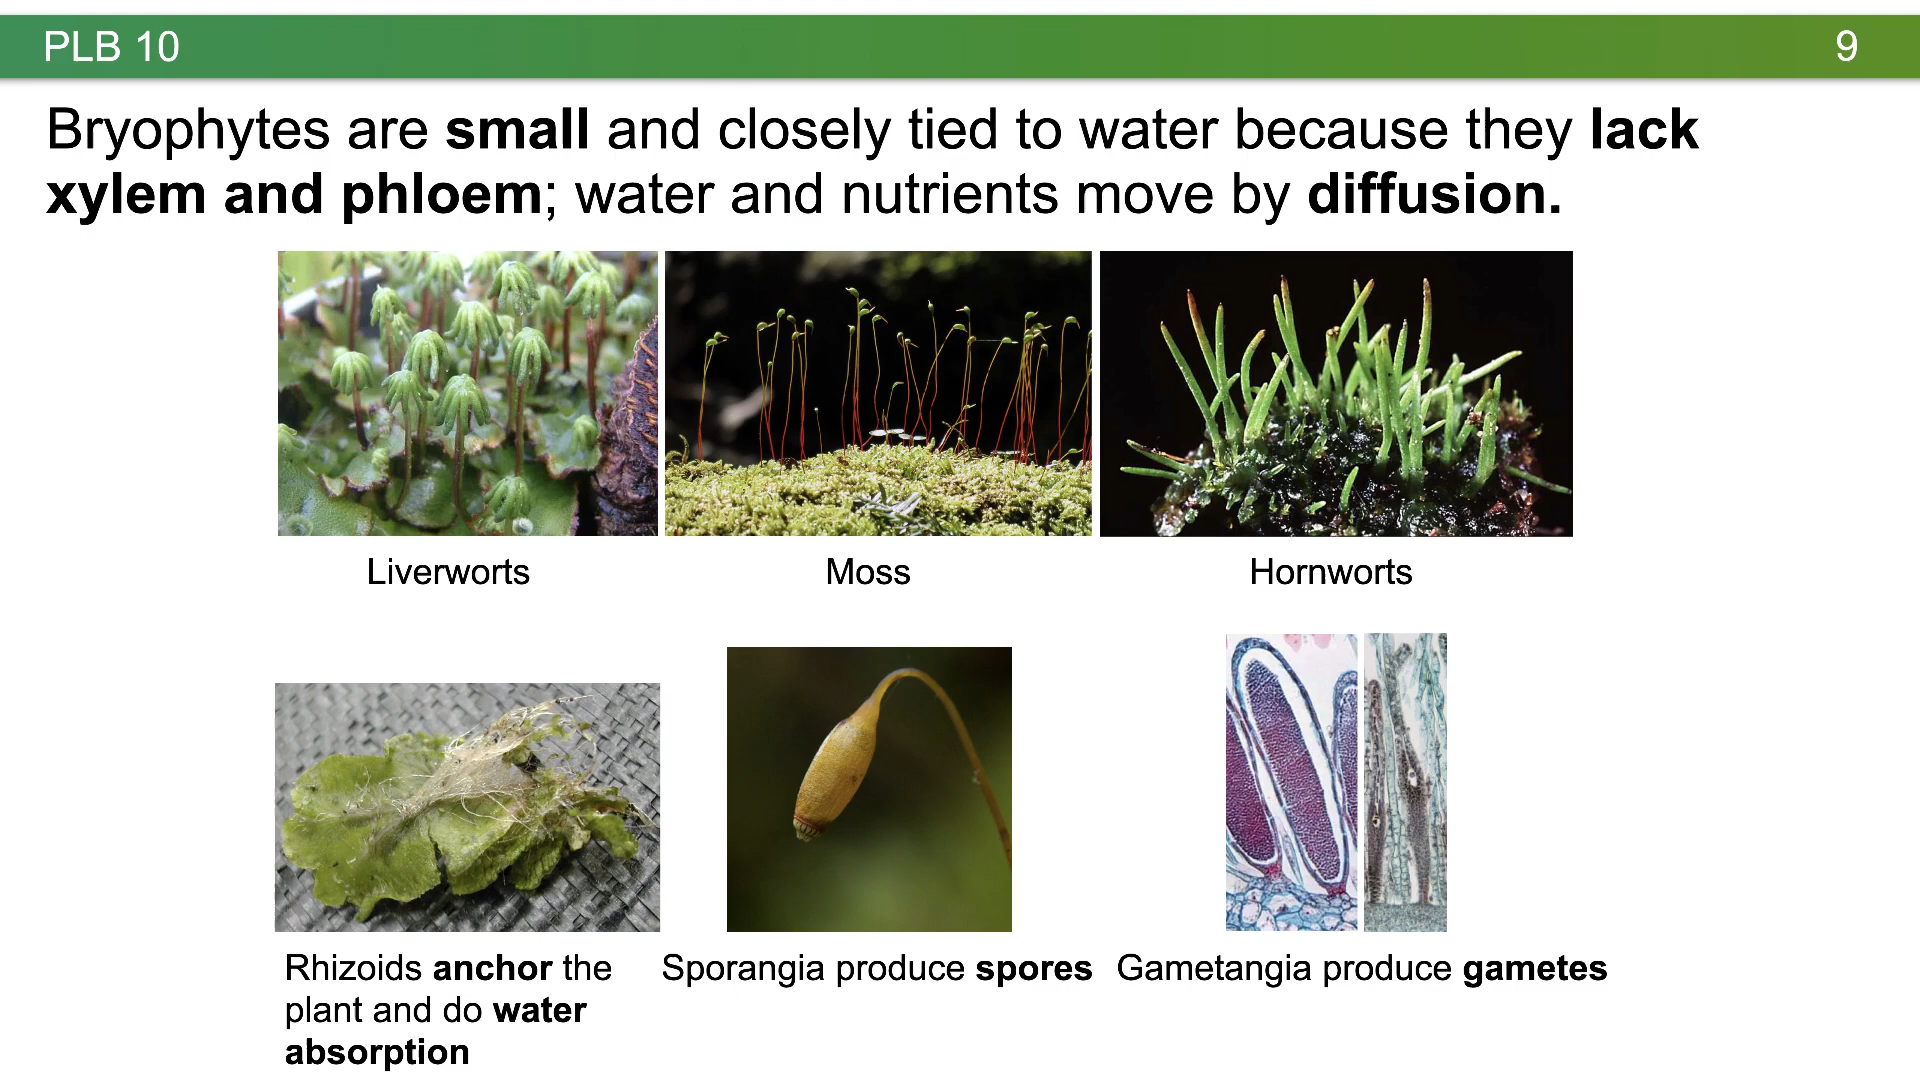 PLB 10
9
Bryophytes are small and closely tied to water because they lack
xylem and phloem; water and nutrients move by diffusion.
Liverworts
Moss
Hornworts
Rhizoids anchor the
plant and do water
absorption
Sporangia produce spores
Gametangia produce gametes